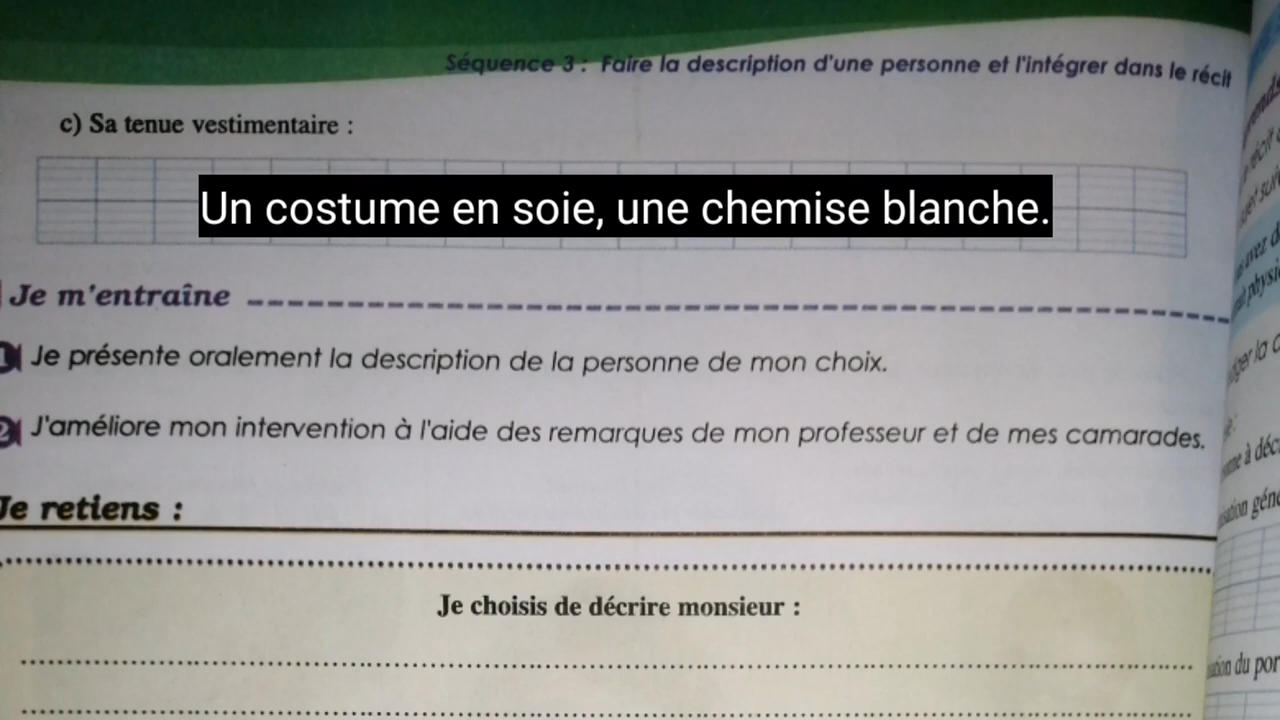 Séquence 3 : Faire la description d'une personne et l'intégrer dans le récit
c) Sa tenue vestimentaire :
Un costume en soie, une chemise blanche.
Je m'entraîne
1 Je présente oralement la description de la personne de mon choix.
2 J'améliore mon intervention à l'aide des remarques de mon professeur et de mes camarades.
Je retiens :
Je choisis de décrire monsieur :